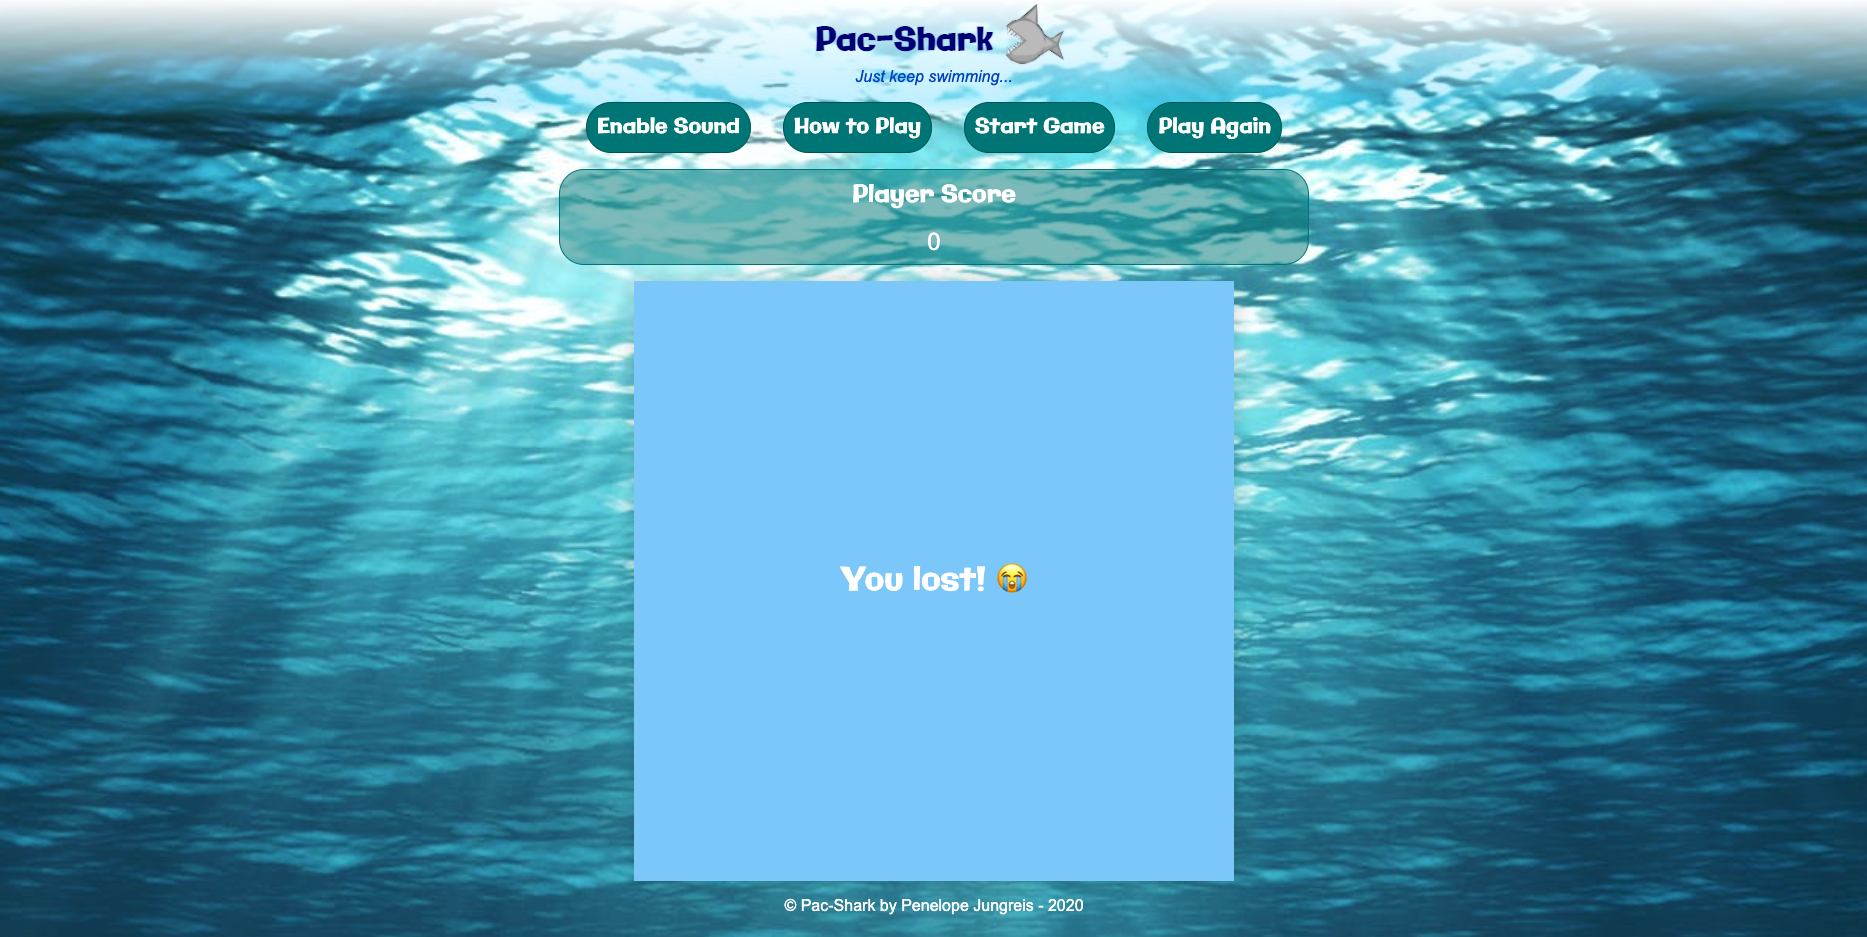 Pac-Shark
Just keep swimming...
Enable Sound How to Play Start Game Play Again
Player Score
0
You lost! 😭
© Pac-Shark by Penelope Jungreis - 2020